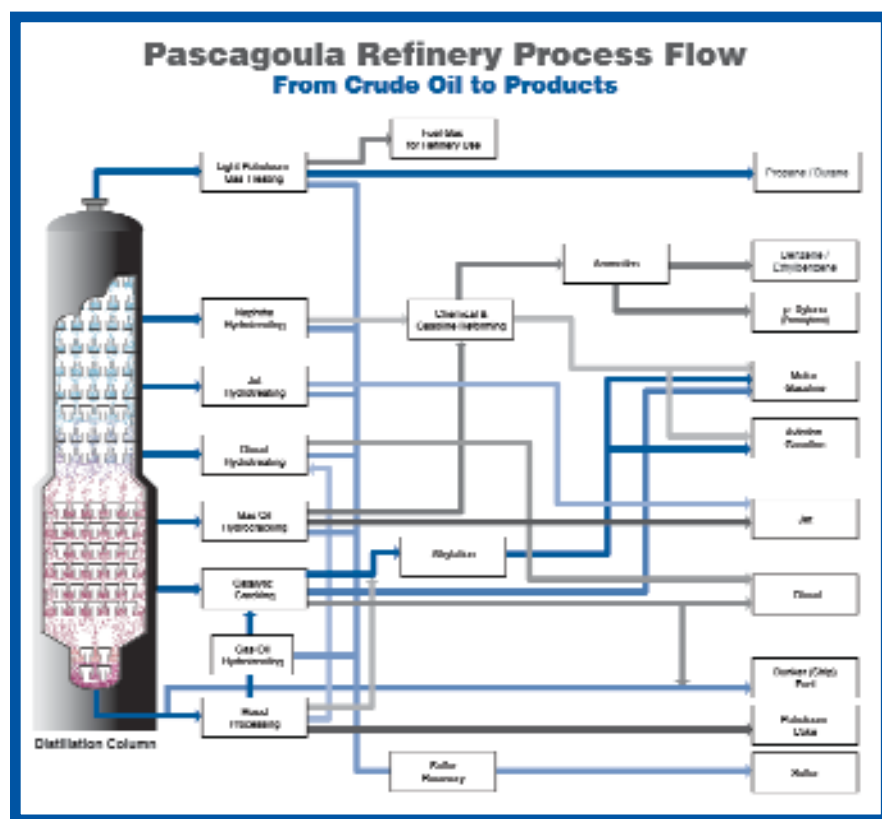 Pascagoula Refinery Process Flow
From Crude Oil to Products
Fuel Gas
for Refinery Use
Light Petroleum
Gas Treating
Propane / Butane
Aromatics
Benzene /
Ethylbenzene
Naphtha
Hydrotreating
Chemical &
Gasoline Reforming
Jet
Hydrotreating
Motor
Gasoline
Diesel
Hydrotreating
Aviation
Gasoline
Gas Oil
Hydrocracking
Jet
Alkylation
Catalytic
Cracking
Diesel
Gas-Oil
Hydrotreating
Bunker (Ship)
Fuel
Resid
Processing
Petroleum
Coke
Distillation Column
Sulfur
Recovery
Sulfur